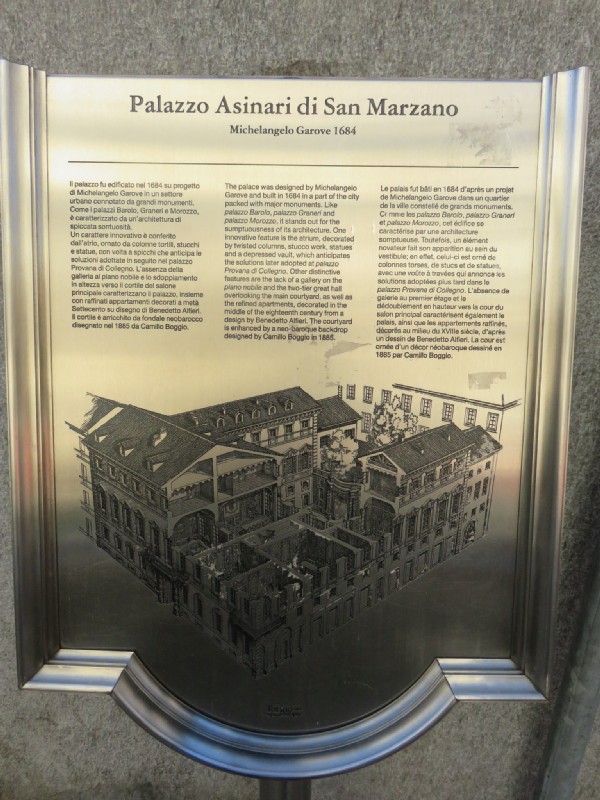 Palazzo Asinari di San Marzano
Michelangelo Garove 1684
Il palazzo fu edificato nel 1684 su progetto
di Michelangelo Garove in un settore
urbano connotato da grandi monumenti.
Come i palazzi Barolo, Graneri e Morozzo,
è caratterizzato da un'architettura di
spiccata sontuosità.
Un carattere innovativo è conferito
dall'atrio, ornato da colonne tortili, stucchi
e statue, con volta a spicchi che anticipa le
soluzioni adottate in seguito nel palazzo
Provana di Collegno. L'assenza della
galleria al piano nobile e lo sdoppiamento
in altezza verso il cortile del salone
principale caratterizzano il palazzo, insieme
con raffinati appartamenti decorati a metà
Settecento su disegno di Benedetto Alfieri.
Il cortile è arricchito da fondale neobarocco
disegnato nel 1885 da Camillo Boggio.
The palace was designed by Michelangelo
Garove and built in 1684 in a part of the city
packed with major monuments. Like
palazzo Barolo, palazzo Graneri and
palazzo Morozzo, it stands out for the
sumptuousness of its architecture. One
innovative feature is the atrium, decorated
by twisted columns, stucco work, statues
and a depressed vault, which anticipates
the solutions later adopted at palazzo
Provana di Collegno. Other distinctive
features are the lack of a gallery on the
piano nobile and the two-tier great hall
overlooking the main courtyard, as well as
the refined apartments, decorated in the
middle of the eighteenth century from a
design by Benedetto Alfieri. The courtyard
is enhanced by a neo-baroque backdrop
designed by Camillo Boggio in 1885.
Le palais fut bâti en 1684 d'après un projet
de Michelangelo Garove dans un quartier
de la ville constellé de grands monuments.
Comme les palazzo Barolo, palazzo Graneri
et palazzo Morozzo, cet édifice se
caractérise par une architecture
somptueuse. Toutefois, un élément
novateur fait son apparition au sein du
vestibule; en effet, celui-ci est orné de
colonnes torses, de stucs et de statues,
avec une voûte à travées qui annonce les
solutions adoptées plus tard dans le
palazzo Provana di Collegno. L'absence de
galerie au premier étage et le
dédoublement en hauteur vers la cour du
salon principal caractérisent également le
palais, ainsi que les appartements raffinés,
décorés au milieu du XVIIIe siècle, d'après
un dessin de Benedetto Alfieri. La cour est
ornée d'un décor néobaroque dessiné en
1885 par Camillo Boggio.